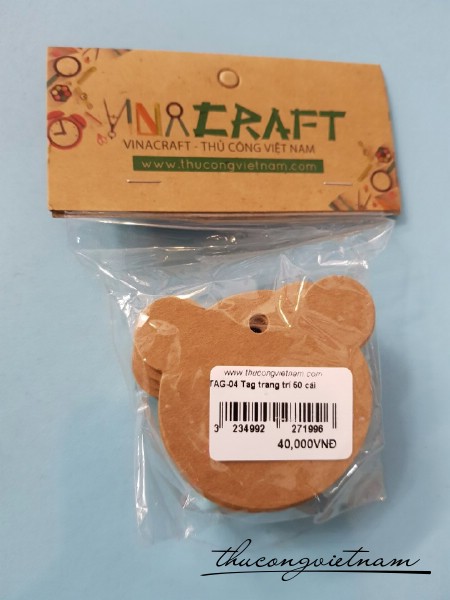 VINACRAFT
VINACRAFT - THỦ CÔNG VIỆT NAM
www.thucongvietnam.com
www.thucongvietnam.com
TAG-04 Tag trang trí 60 cái
3 234992 271996
40,000VNĐ
thucongvietnam